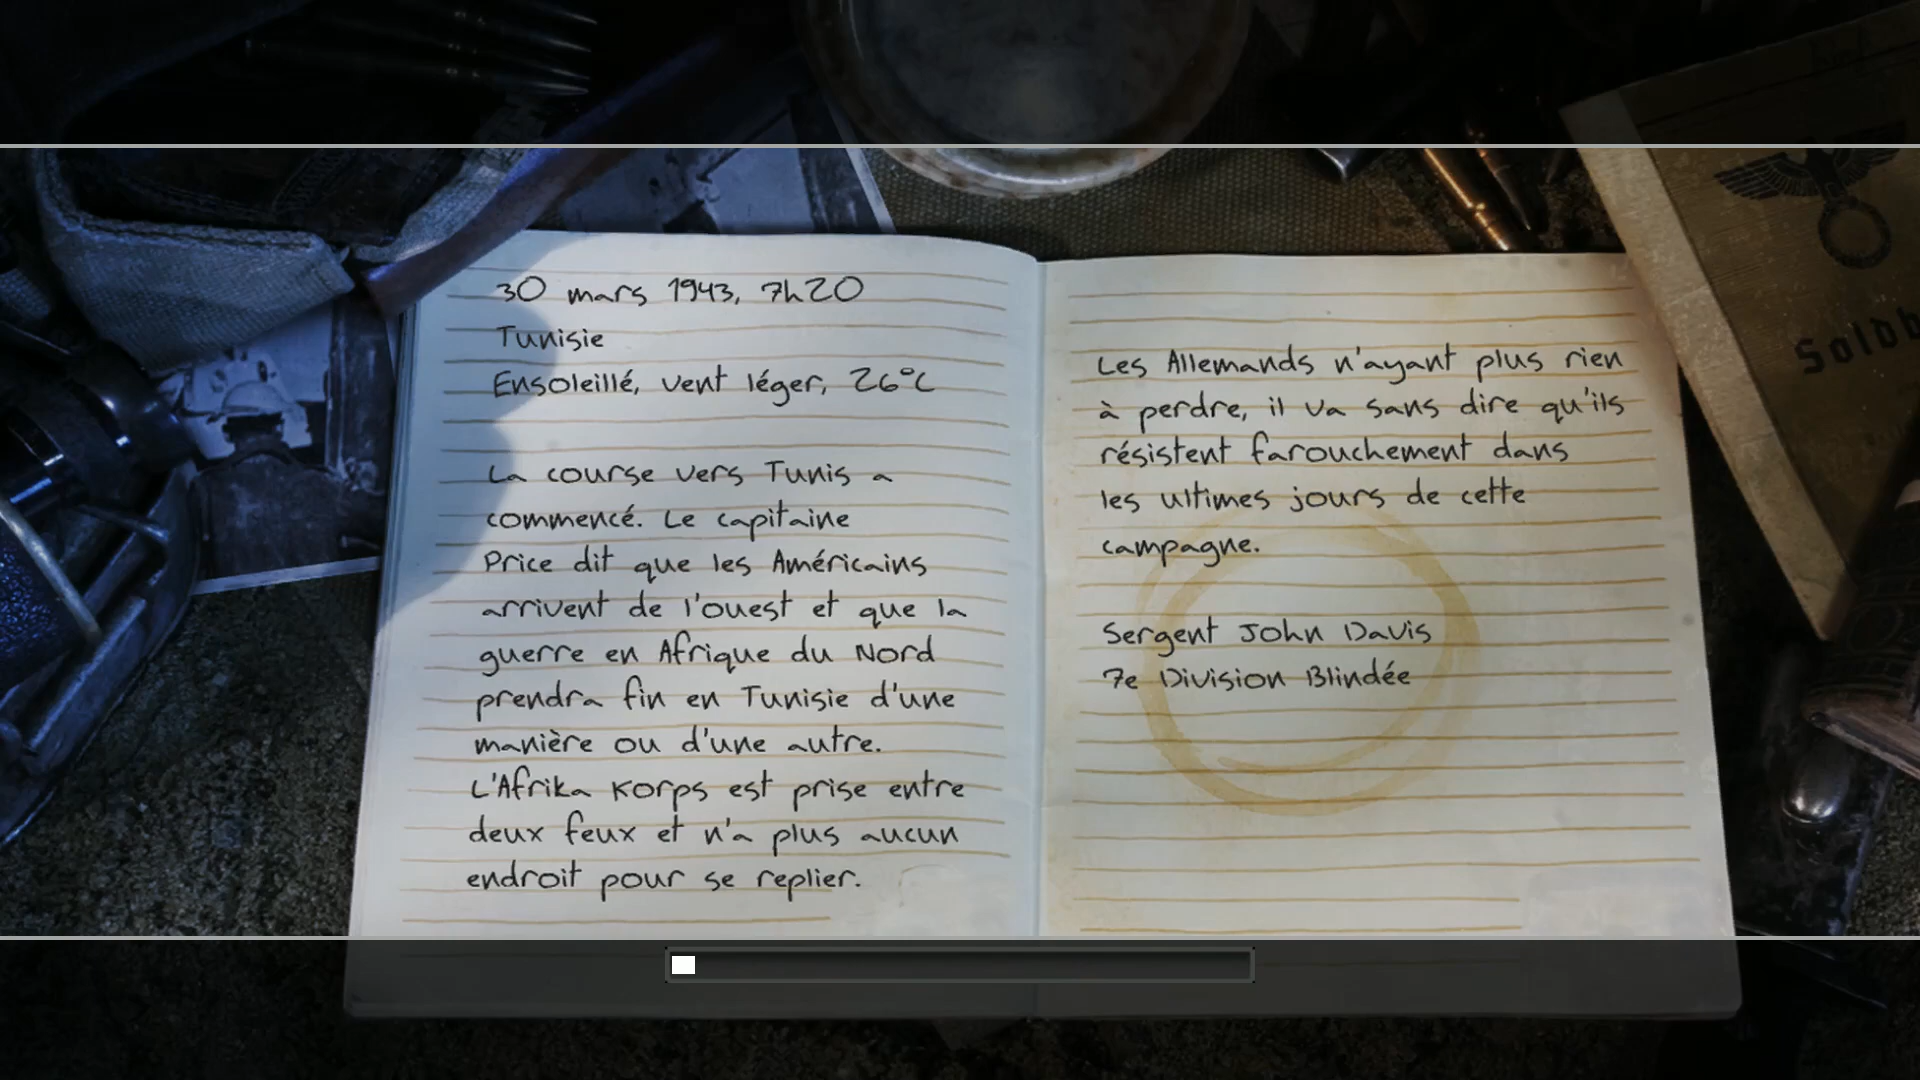 30 mars 1943, 7h20
Tunisie
Ensoleillé, vent léger, 26°C
La course vers Tunis a
commencé. Le capitaine
Price dit que les Américains
arrivent de l'ouest et que la
guerre en Afrique du Nord
prendra fin en Tunisie d'une
manière ou d'une autre.
L'Afrika Korps est prise entre
deux feux et n'a plus aucun
endroit pour se replier.
Les Allemands n'ayant plus rien
à perdre, il va sans dire qu'ils
résistent farouchement dans
les ultimes jours de cette
campagne.
Sergent John Davis
7e Division Blindée
Soldb